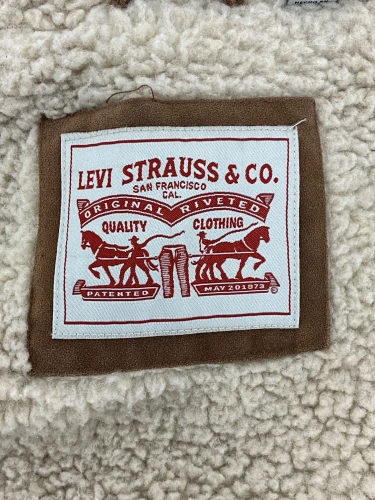 LEVI STRAUSS & CO.
SAN FRANCISCO
CAL.
ORIGINAL RIVETED
QUALITY CLOTHING
PATENTED MAY 20 1873